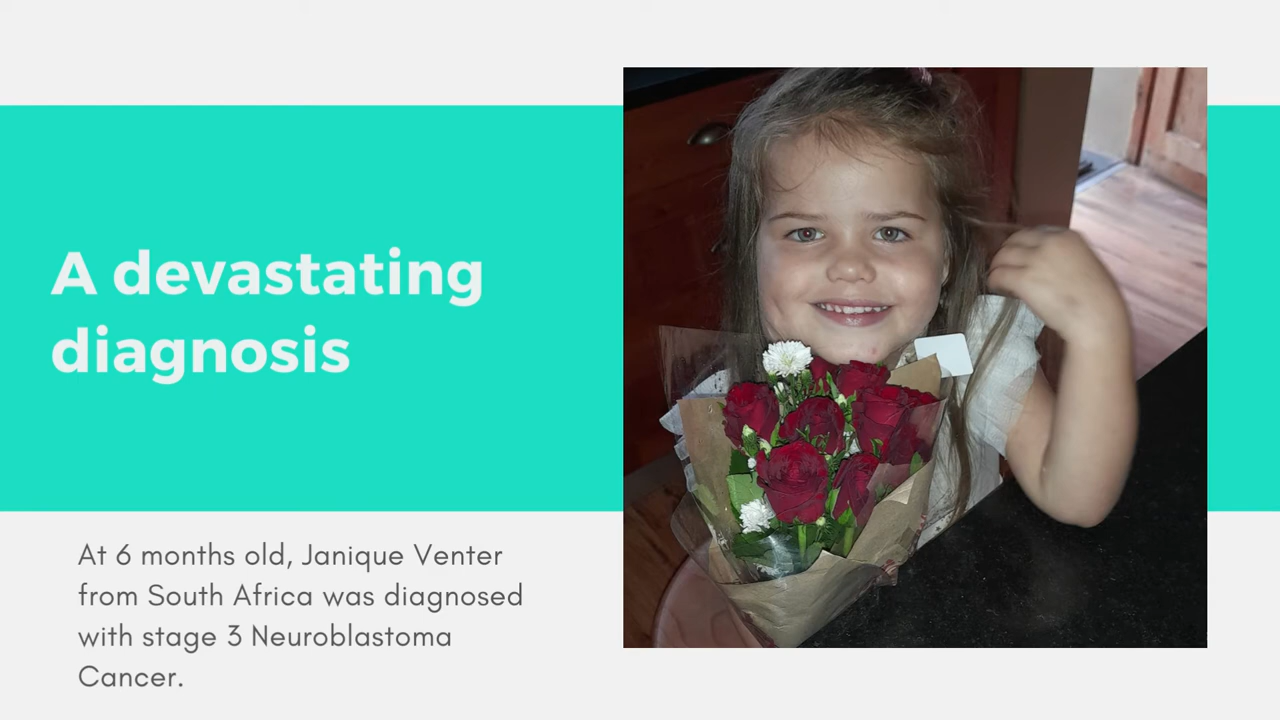 A devastating
diagnosis
At 6 months old, Janique Venter
from South Africa was diagnosed
with stage 3 Neuroblastoma
Cancer.